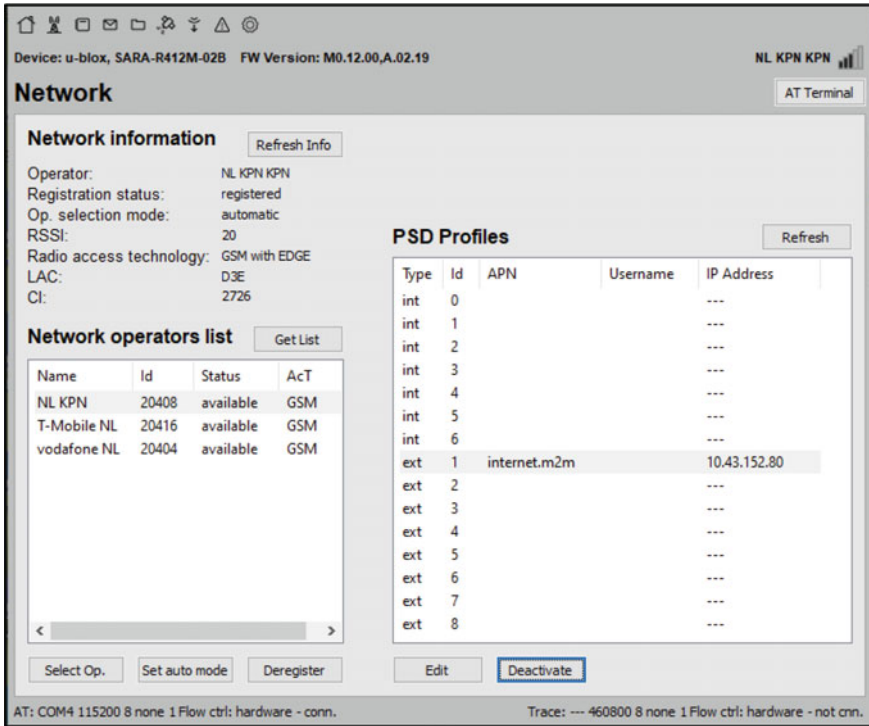 Device: u-blox, SARA-R412M-02B FW Version: M0.12.00,A.02.19
NL KPN KPN
Network
AT Terminal
Network information
Refresh Info
Operator: NL KPN KPN
Registration status: registered
Op. selection mode: automatic
RSSI: 20
Radio access technology: GSM with EDGE
LAC: D3E
CI: 2726
Network operators list
Get List
Name Id Status AcT
NL KPN 20408 available GSM
T-Mobile NL 20416 available GSM
vodafone NL 20404 available GSM
Select Op. Set auto mode Deregister
PSD Profiles
Refresh
Type Id APN Username IP Address
int 0 ---
int 1 ---
int 2 ---
int 3 ---
int 4 ---
int 5 ---
int 6 ---
ext 1 internet.m2m 10.43.152.80
ext 2 ---
ext 3 ---
ext 4 ---
ext 5 ---
ext 6 ---
ext 7 ---
ext 8 ---
Edit Deactivate
AT: COM4 115200 8 none 1 Flow ctrl: hardware - conn.
Trace: --- 460800 8 none 1 Flow ctrl: hardware - not cnn.